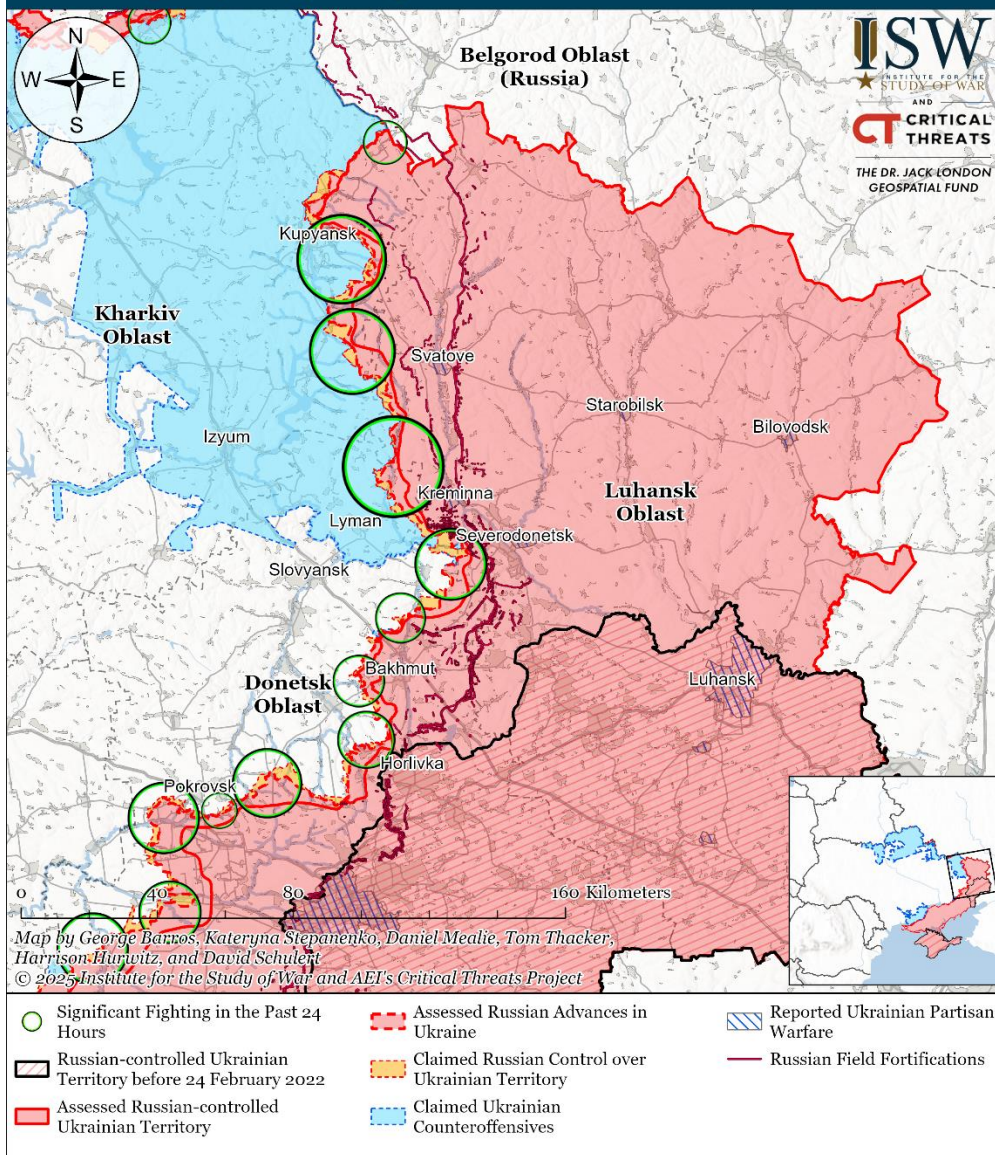 N
W E
S
Belgorod Oblast
(Russia)
ISW
INSTITUTE FOR THE
STUDY OF WAR
AND
CT CRITICAL
THREATS
THE DR. JACK LONDON
GEOSPATIAL FUND
Kupyansk
Kharkiv
Oblast
Svatove
Starobilsk
Bilovodsk
Izyum
Kreminna
Luhansk
Oblast
Lyman
Severodonetsk
Slovyansk
Bakhmut
Luhansk
Donetsk
Oblast
Horlivka
Pokrovsk
0 40 80 160 Kilometers
Map by George Barros, Kateryna Stepanenko, Daniel Mealie, Tom Thacker,
Harrison Hurwitz, and David Schulert
© 2025 Institute for the Study of War and AEI's Critical Threats Project
Significant Fighting in the Past 24
Hours
Russian-controlled Ukrainian
Territory before 24 February 2022
Assessed Russian-controlled
Ukrainian Territory
Assessed Russian Advances in
Ukraine
Claimed Russian Control over
Ukrainian Territory
Claimed Ukrainian
Counteroffensives
Reported Ukrainian Partisan
Warfare
Russian Field Fortifications